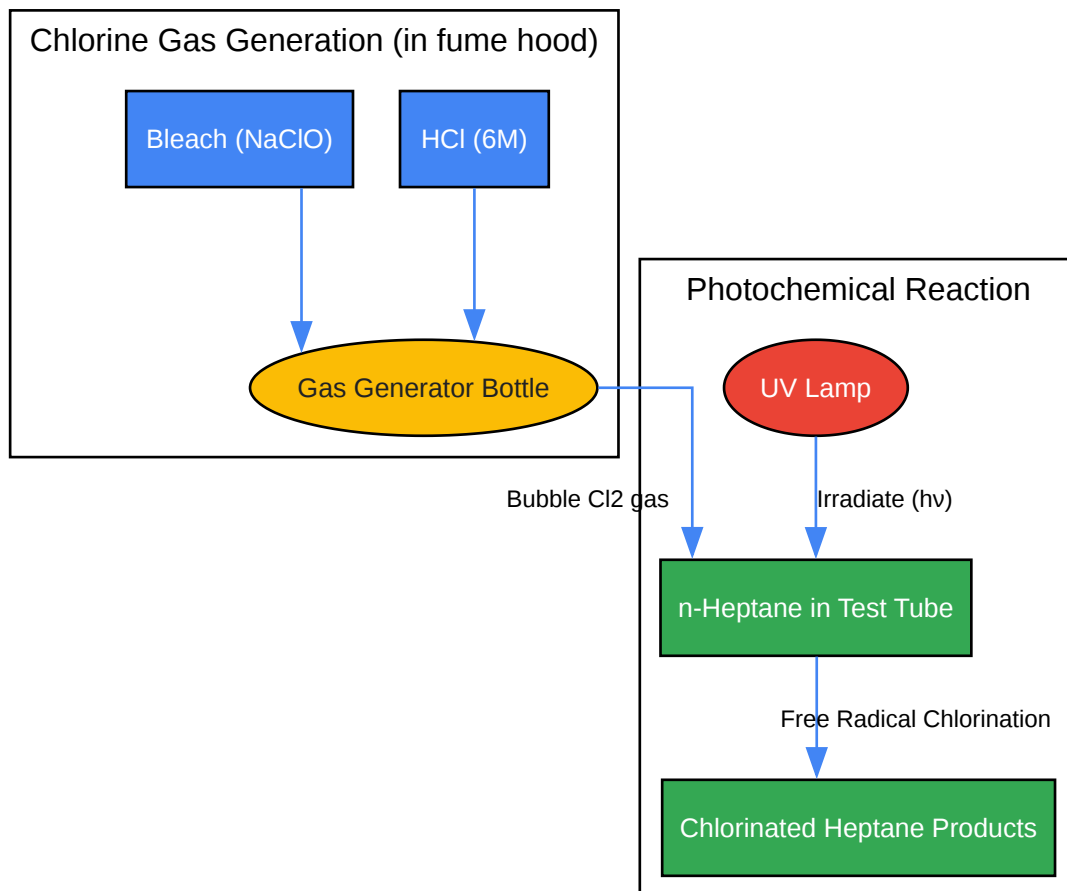 Chlorine Gas Generation (in fume hood)
Bleach (NaClO)
HCl (6M)
Gas Generator Bottle
Photochemical Reaction
UV Lamp
Bubble Cl2 gas
Irradiate (hν)
n-Heptane in Test Tube
Free Radical Chlorination
Chlorinated Heptane Products